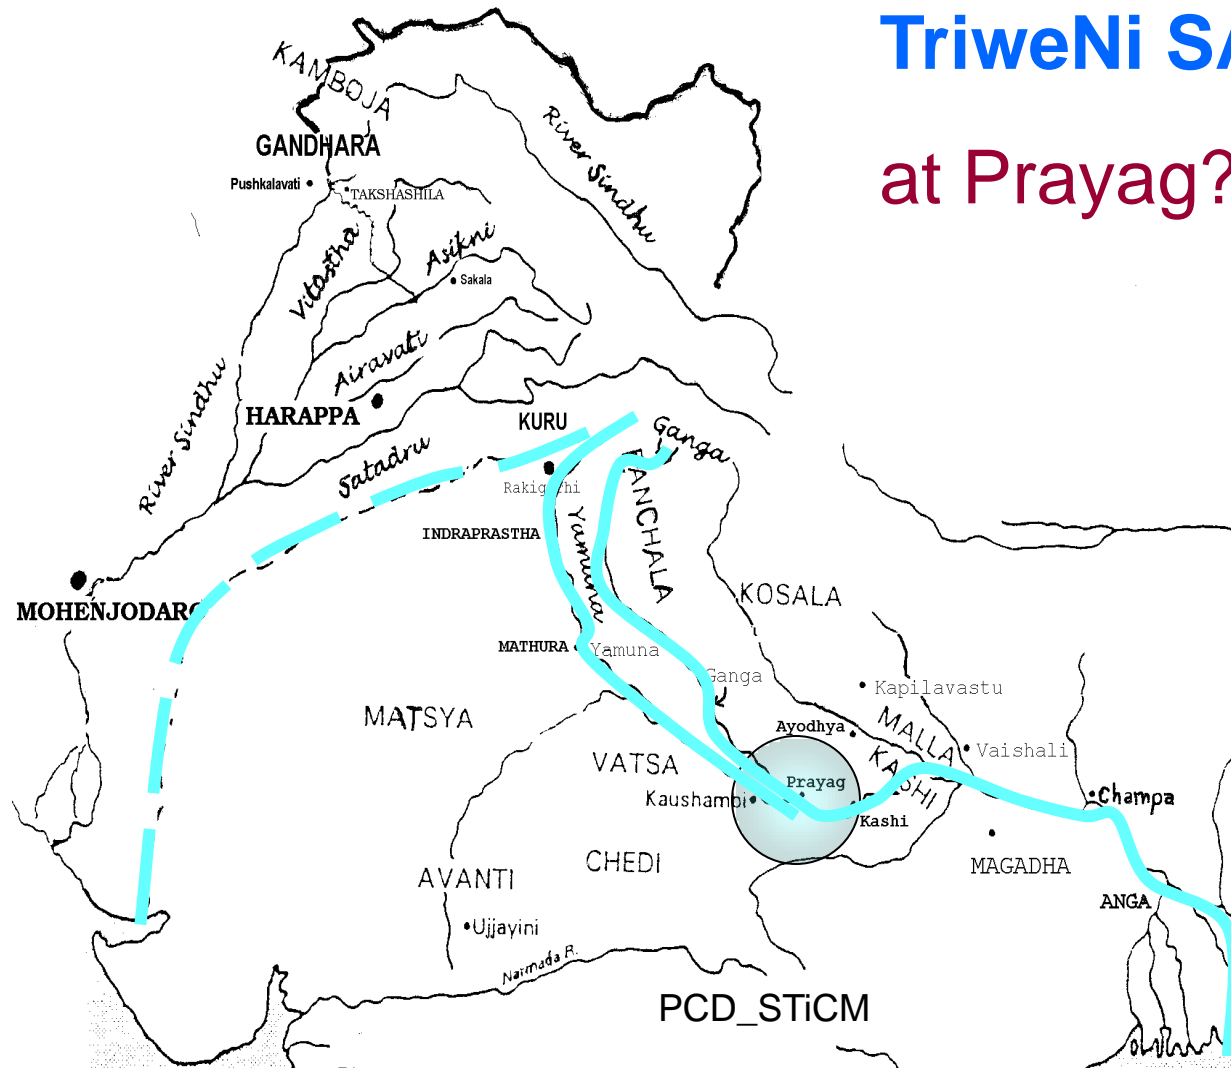 TriweNi SA
at Prayag?
KAMBOJA
GANDHARA
River Sindhu
Pushkalavati
TAKSHASHILA
Vitastha
Asikni
Sakala
Airavati
River Sindhu
HARAPPA
KURU
Ganga
Satadru
Rakigarhi
PANCHALA
INDRAPRASTHA
Yamuna
MOHENJODARO
KOSALA
MATHURA
Yamuna
Ganga
Kapilavastu
MATSYA
MALLA
Ayodhya
Vaishali
VATSA
KASHI
Prayag
Kaushambi
Champa
Kashi
CHEDI
MAGADHA
AVANTI
ANGA
Ujjayini
Narmada R.
PCD_STiCM